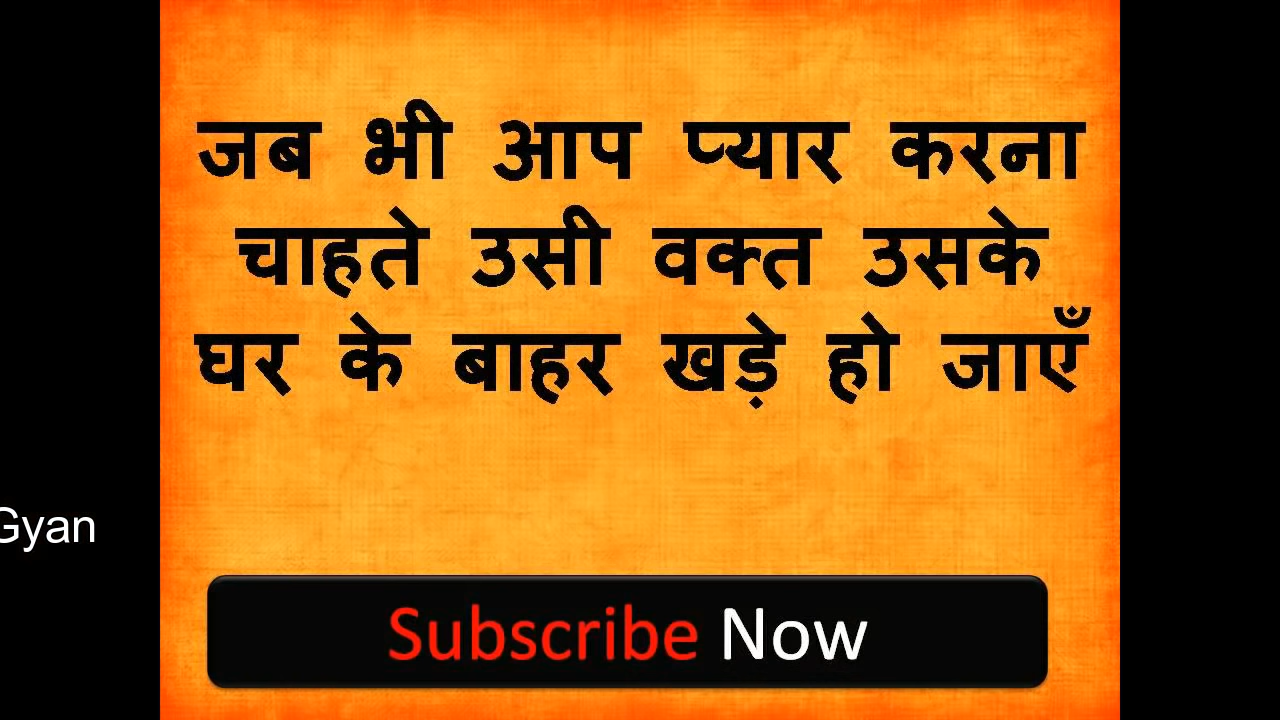 जब भी आप प्यार करना
चाहते उसी वक्त उसके
घर के बाहर खड़े हो जाएँ
Gyan
Subscribe Now